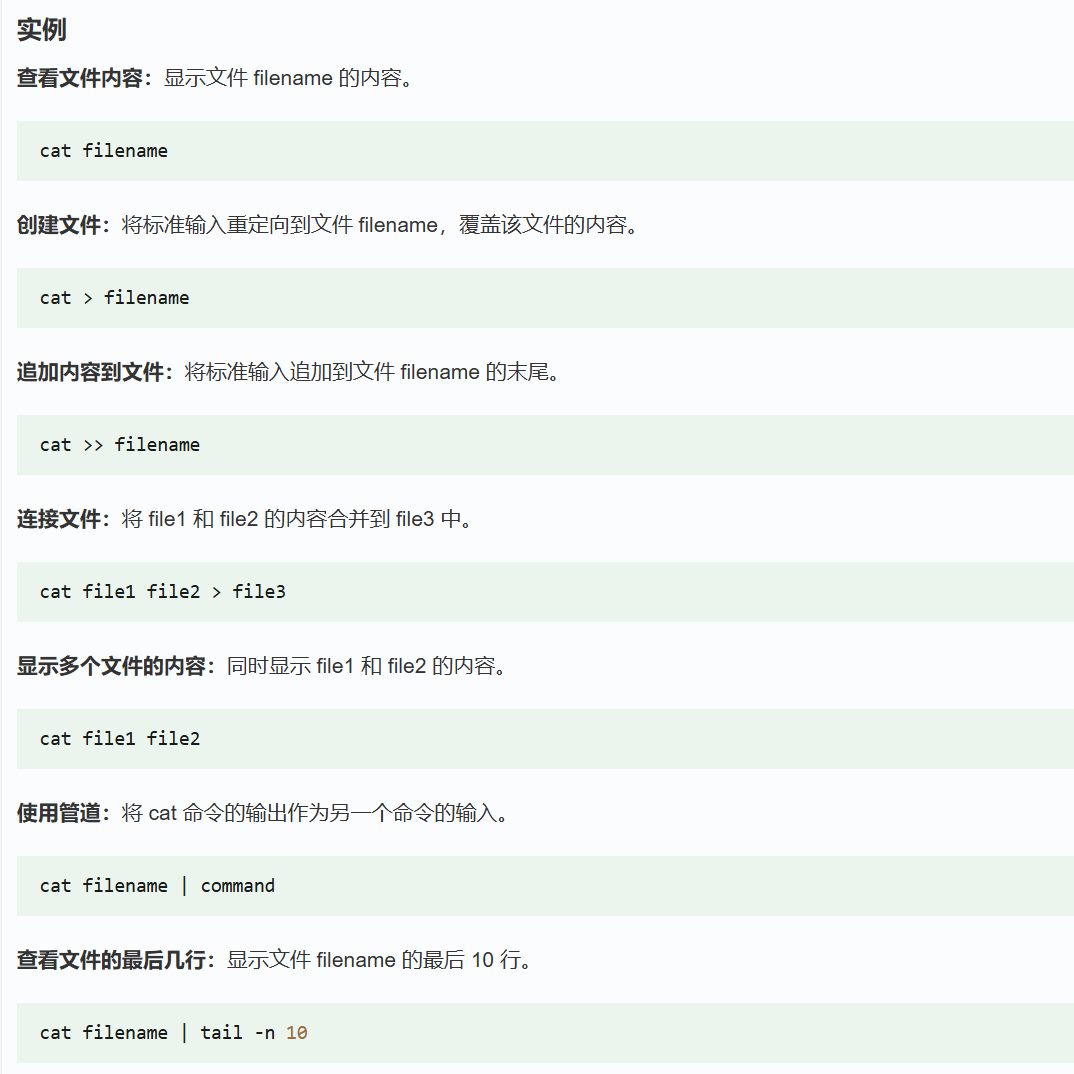 实例
查看文件内容：显示文件 filename 的内容。
cat filename
创建文件：将标准输入重定向到文件 filename，覆盖该文件的内容。
cat > filename
追加内容到文件：将标准输入追加到文件 filename 的末尾。
cat >> filename
连接文件：将 file1 和 file2 的内容合并到 file3 中。
cat file1 file2 > file3
显示多个文件的内容：同时显示 file1 和 file2 的内容。
cat file1 file2
使用管道：将 cat 命令的输出作为另一个命令的输入。
cat filename | command
查看文件的最后几行：显示文件 filename 的最后 10 行。
cat filename | tail -n 10